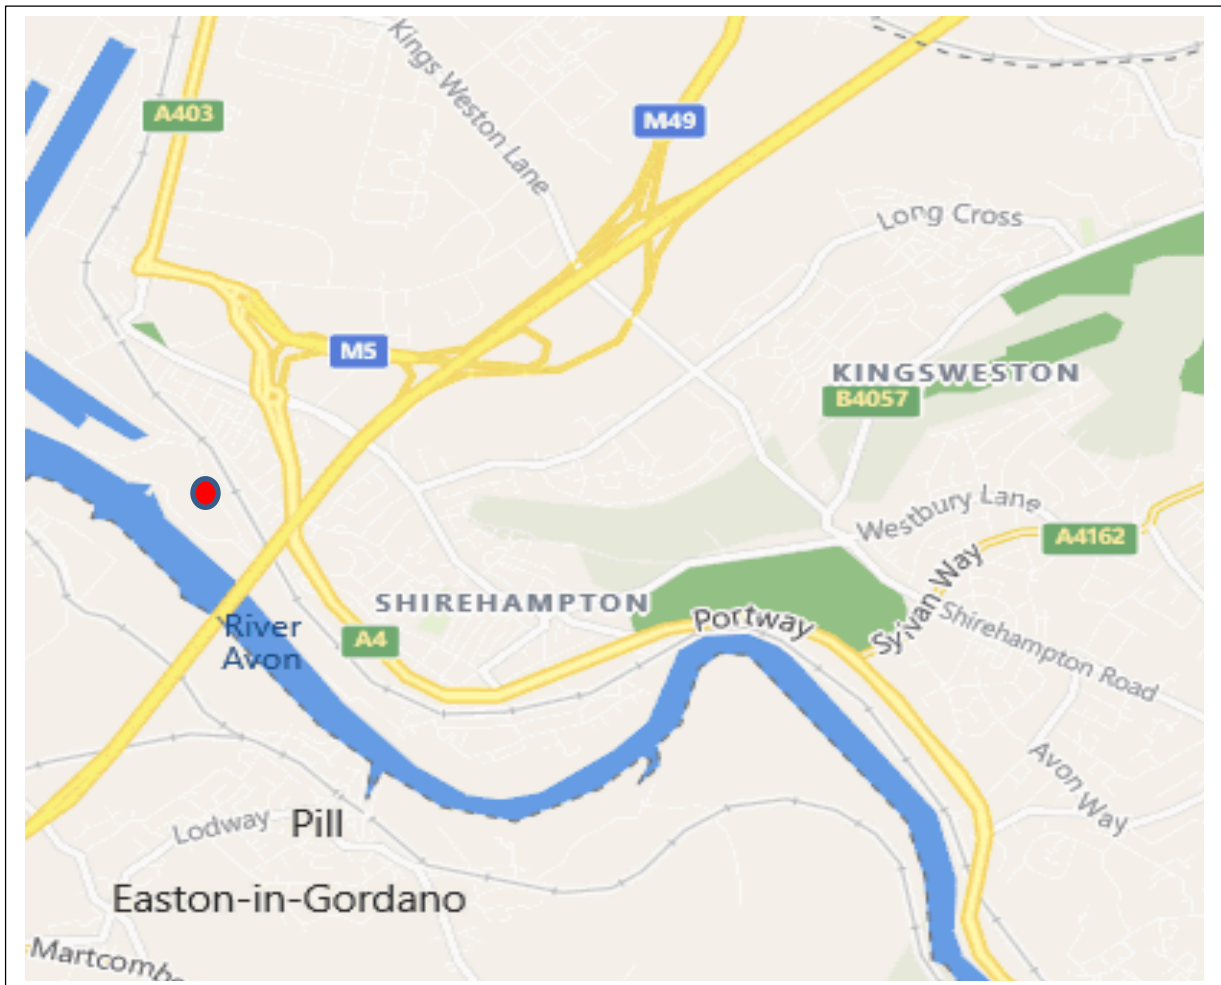 Kings Weston Lane
A403
M49
Long Cross
M5
KINGSWESTON
B4057
Westbury Lane
A4162
Sylvan Way
SHIREHAMPTON
Portway
Shirehampton Road
River
Avon
A4
Avon Way
Lodway
Pill
Easton-in-Gordano